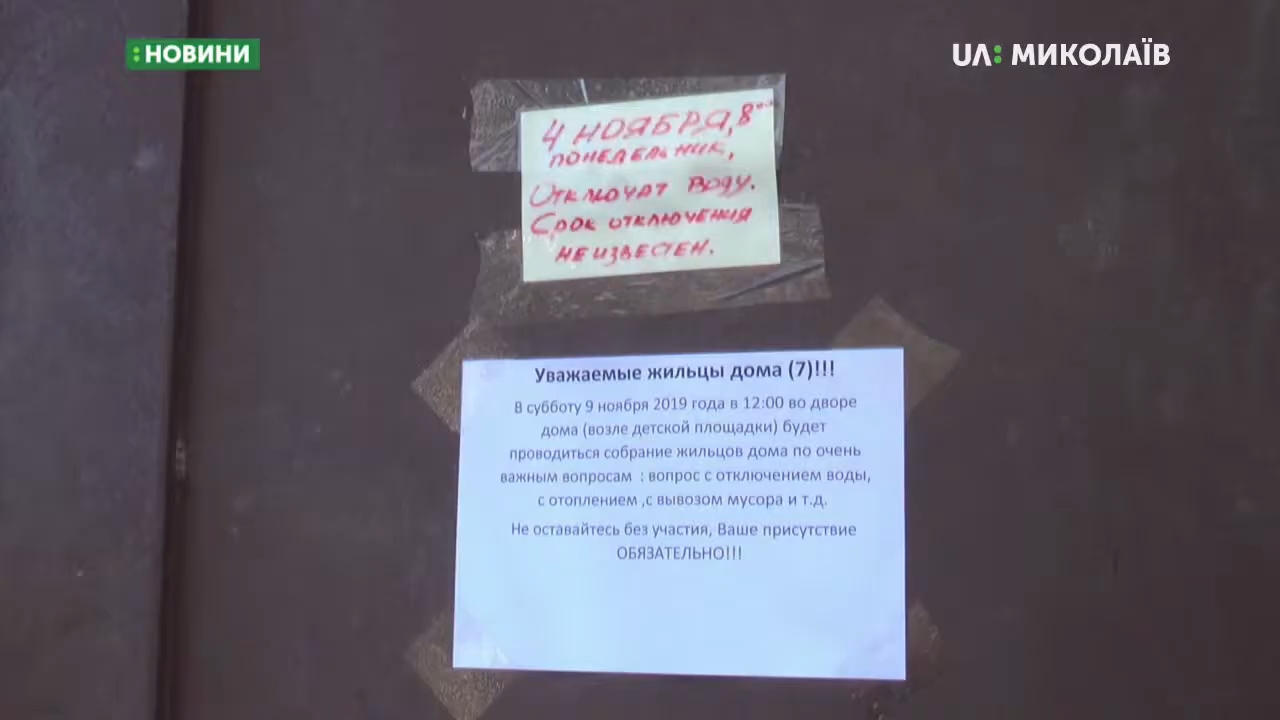 :НОВИНИ
UA: МИКОЛАЇВ
4 НОЯБРЯ, 8⁰⁰
ПОНЕДЕЛЬНИК,
Отключат воду.
Срок отключения
неизвестен.
Уважаемые жильцы дома (7)!!!
В субботу 9 ноября 2019 года в 12:00 во дворе
дома (возле детской площадки) будет
проводиться собрание жильцов дома по очень
важным вопросам : вопрос с отключением воды,
с отоплением ,с вывозом мусора и т.д.
Не оставайтесь без участия, Ваше присутствие
ОБЯЗАТЕЛЬНО!!!